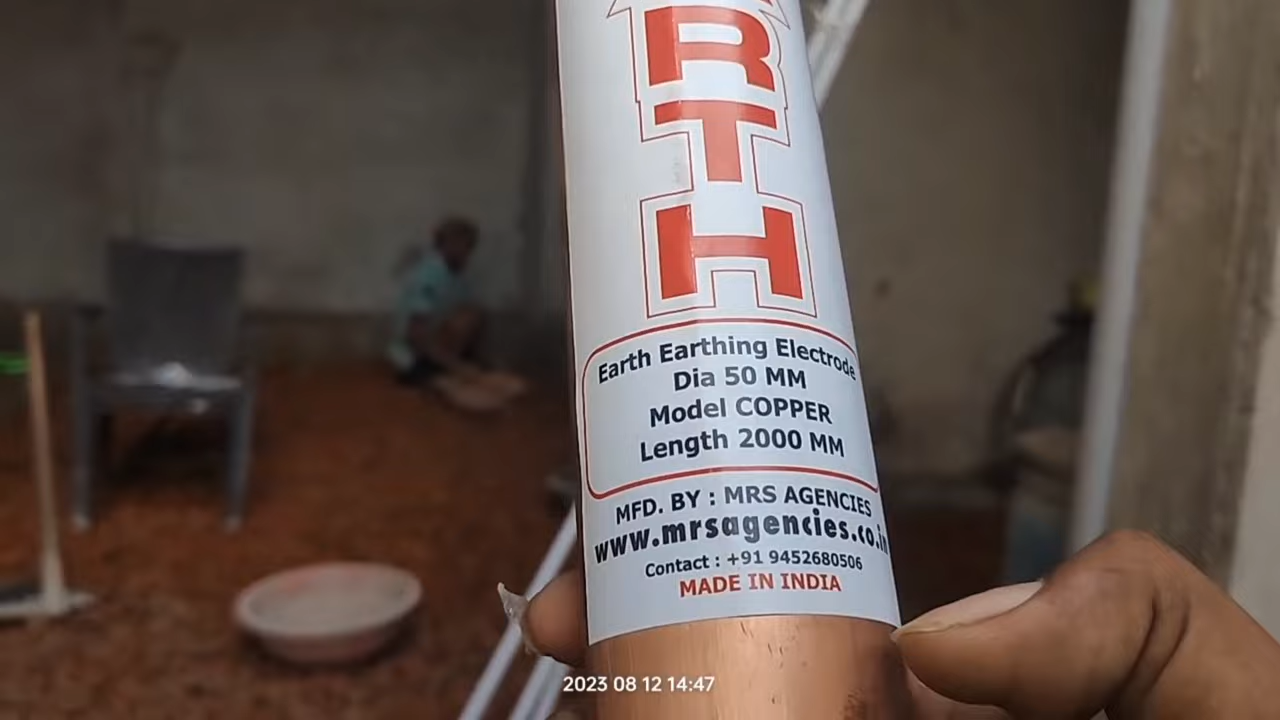 RTH
Earth Earthing Electrode
Dia 50 MM
Model COPPER
Length 2000 MM
MFD. BY : MRS AGENCIES
www.mrsagencies.co.in
Contact : +91 9452680506
MADE IN INDIA
2023 08 12 14:47